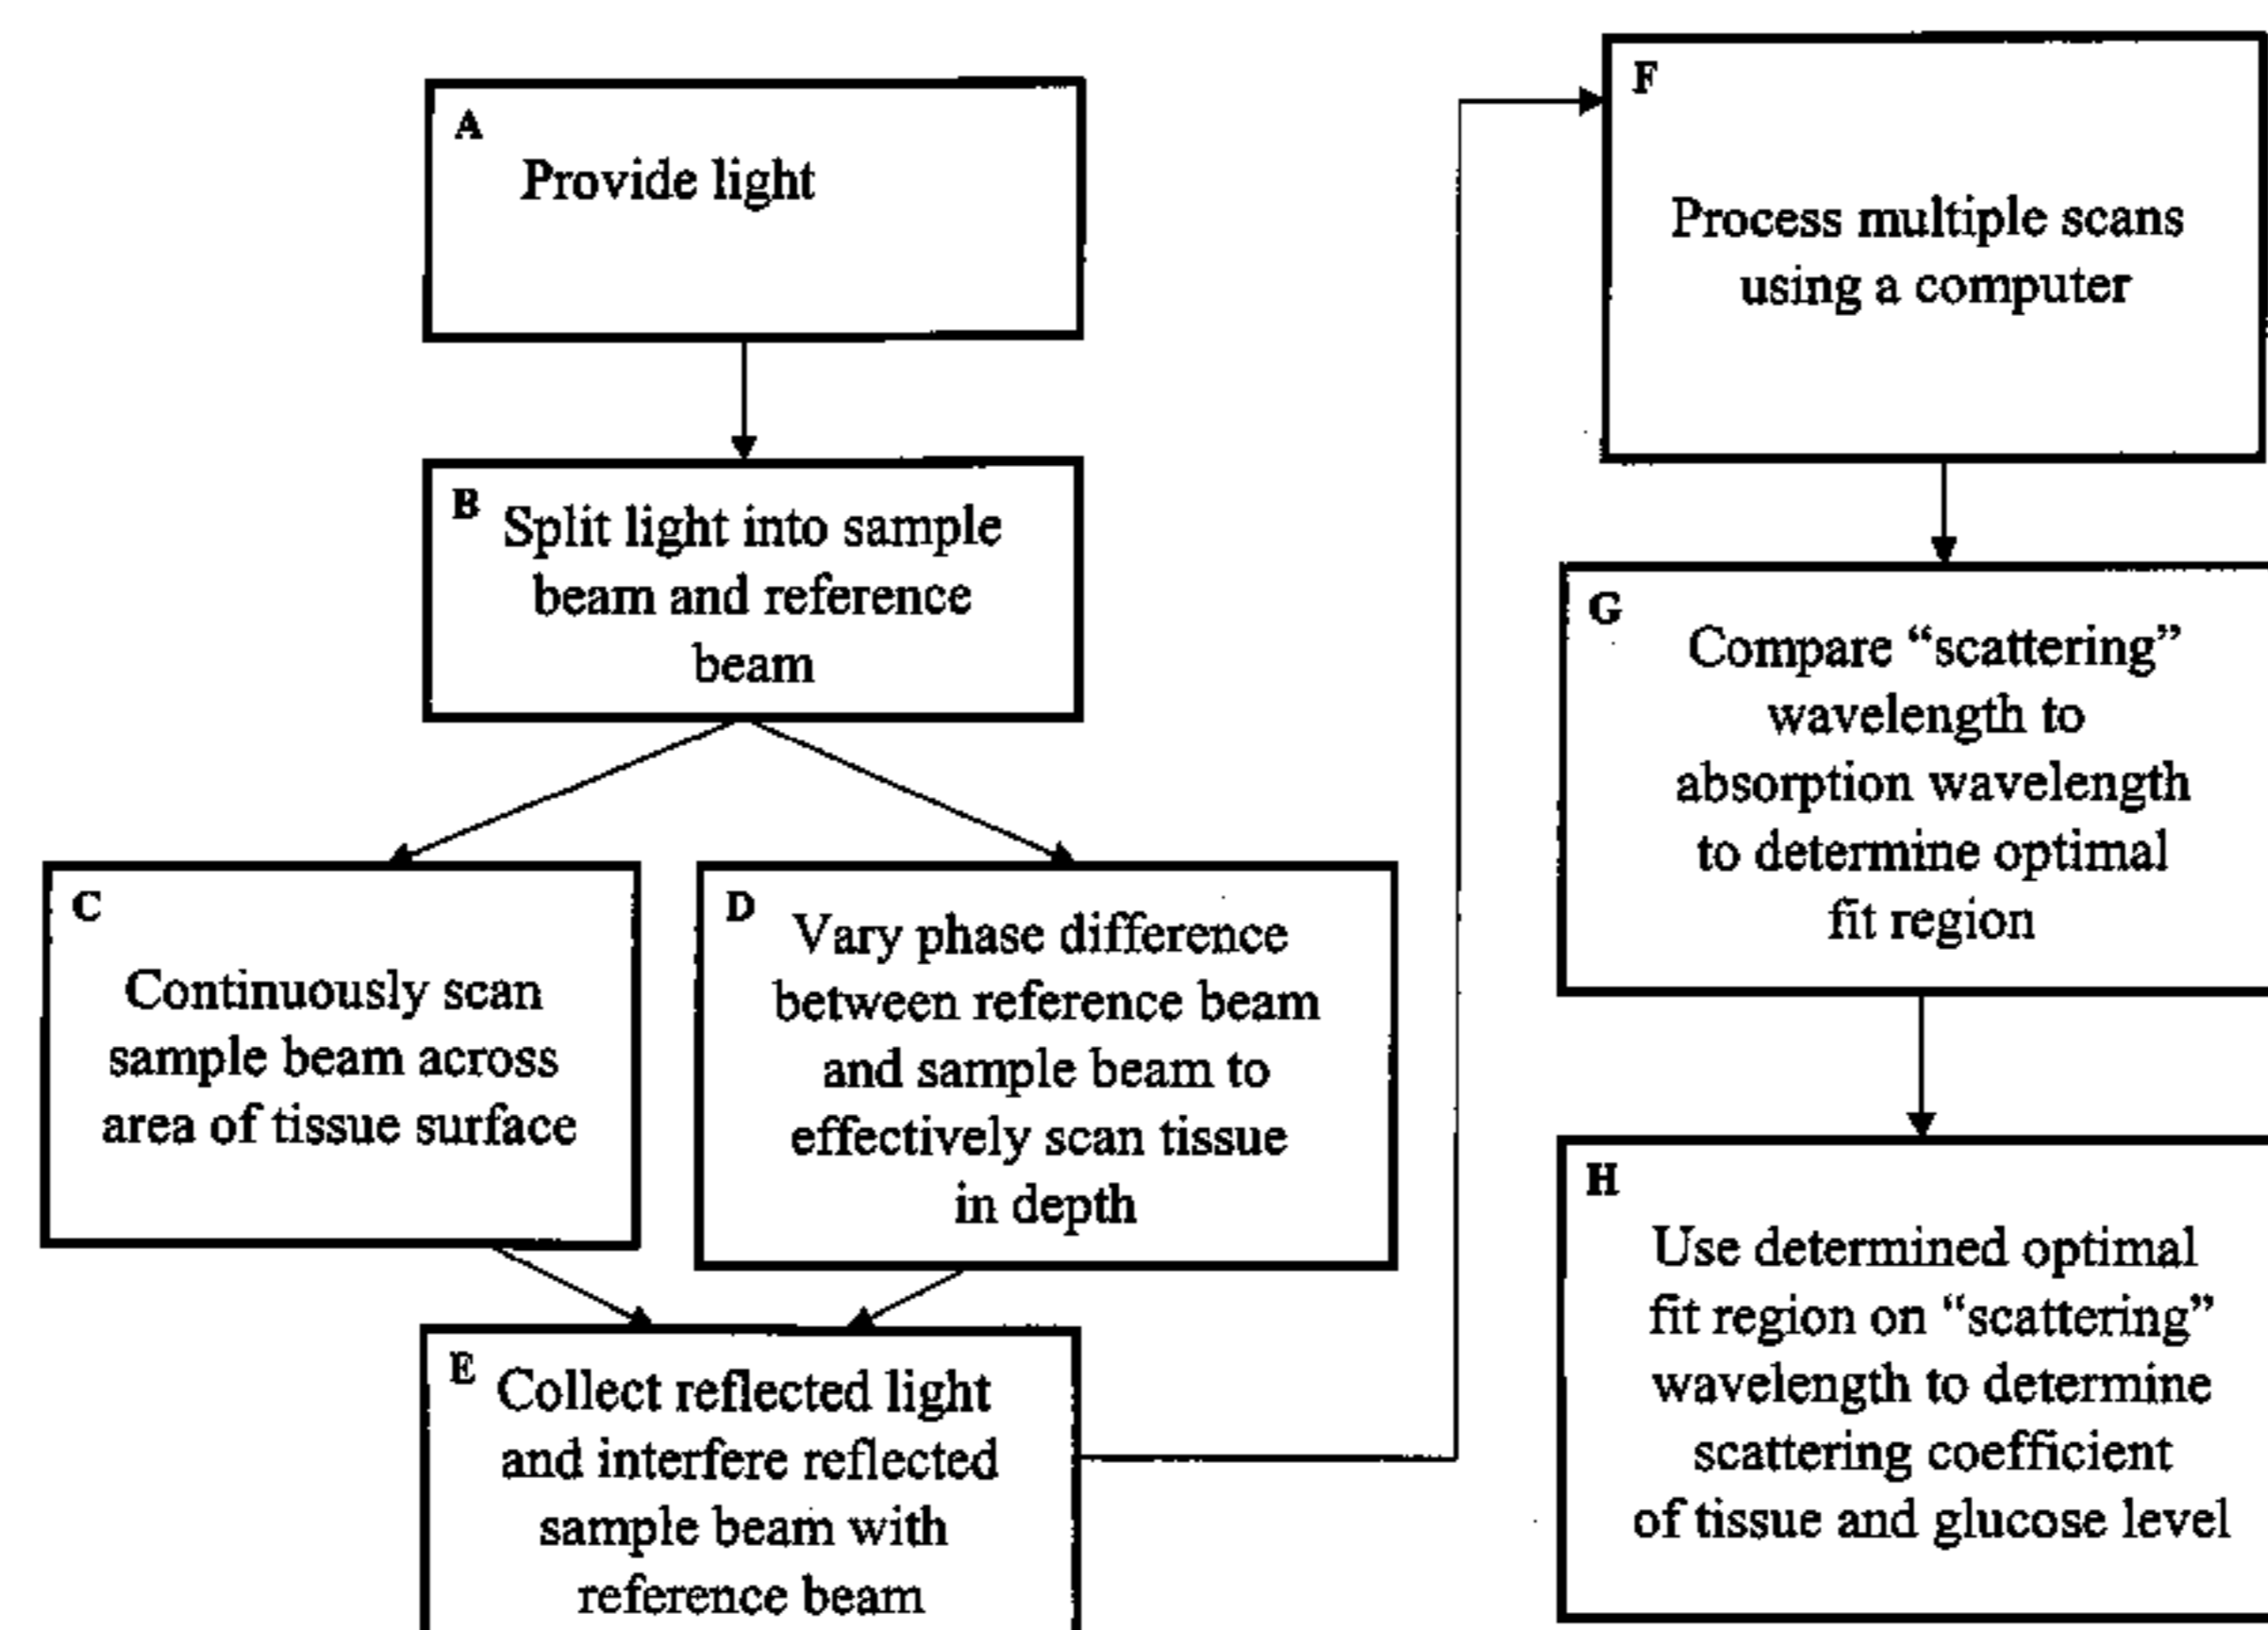 A
Provide light
B
Split light into sample
beam and reference
beam
C
Continuously scan
sample beam across
area of tissue surface
D
Vary phase difference
between reference beam
and sample beam to
effectively scan tissue
in depth
E
Collect reflected light
and interfere reflected
sample beam with
reference beam
F
Process multiple scans
using a computer
G
Compare “scattering”
wavelength to
absorption wavelength
to determine optimal
fit region
H
Use determined optimal
fit region on “scattering”
wavelength to determine
scattering coefficient
of tissue and glucose level